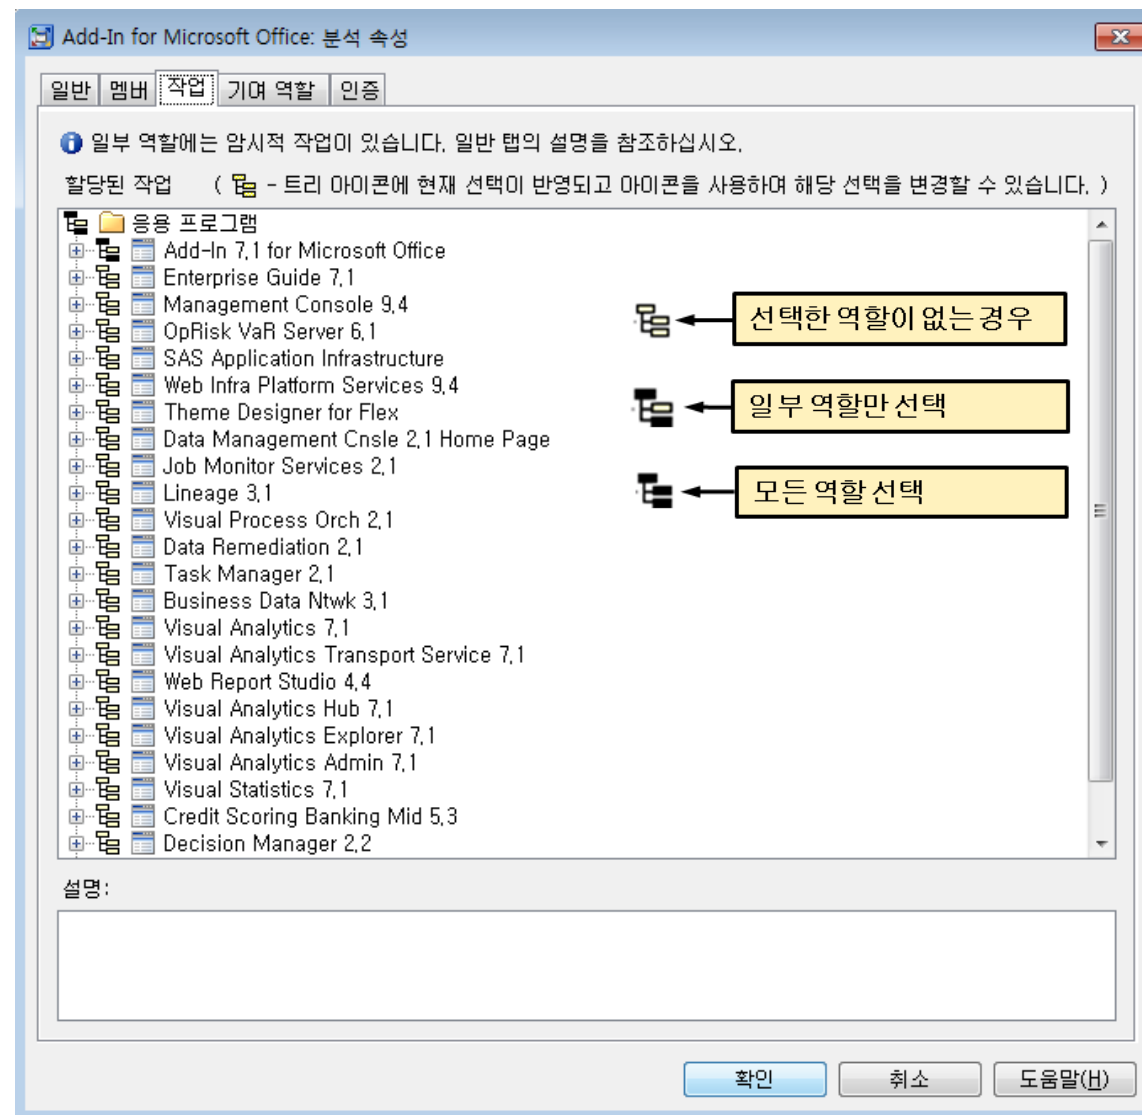 Add-In for Microsoft Office: 분석 속성
일반 멤버 작업 기여 역할 인증
일부 역할에는 암시적 작업이 있습니다. 일반 탭의 설명을 참조하십시오.
할당된 작업 ( - 트리 아이콘에 현재 선택이 반영되고 아이콘을 사용하여 해당 선택을 변경할 수 있습니다. )
응용 프로그램
Add-In 7.1 for Microsoft Office
Enterprise Guide 7.1
Management Console 9.4
OpRisk VaR Server 6.1
SAS Application Infrastructure
Web Infra Platform Services 9.4
Theme Designer for Flex
Data Management Cnsle 2.1 Home Page
Job Monitor Services 2.1
Lineage 3.1
Visual Process Orch 2.1
Data Remediation 2.1
Task Manager 2.1
Business Data Ntwk 3.1
Visual Analytics 7.1
Visual Analytics Transport Service 7.1
Web Report Studio 4.4
Visual Analytics Hub 7.1
Visual Analytics Explorer 7.1
Visual Analytics Admin 7.1
Visual Statistics 7.1
Credit Scoring Banking Mid 5.3
Decision Manager 2.2
선택한 역할이 없는 경우
일부 역할만 선택
모든 역할 선택
설명:
확인 취소 도움말(H)